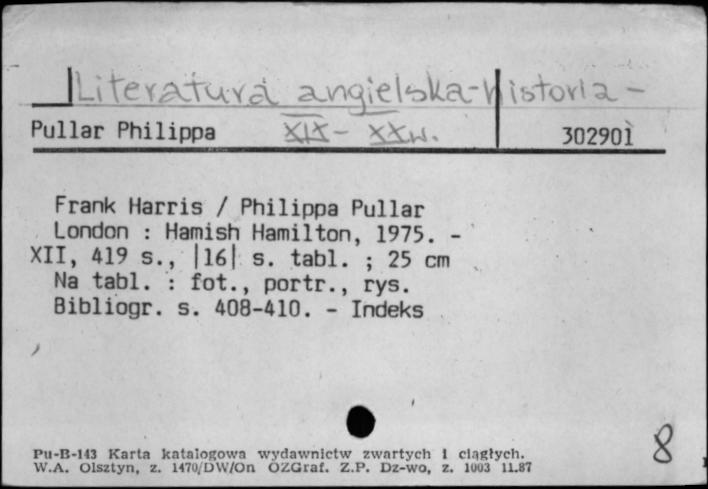 Literatura angielska-historia-
Pullar Philippa XIX- XXw. 302901
Frank Harris / Philippa Pullar
London : Hamish Hamilton, 1975. -
XII, 419 s., |16| s. tabl. ; 25 cm
Na tabl. : fot., portr., rys.
Bibliogr. s. 408-410. - Indeks
8
Pu-B-143 Karta katalogowa wydawnictw zwartych i ciągłych.
W.A. Olsztyn, z. 1470/DW/On OZGraf. Z.P. Dz-wo, z. 1003 11.87